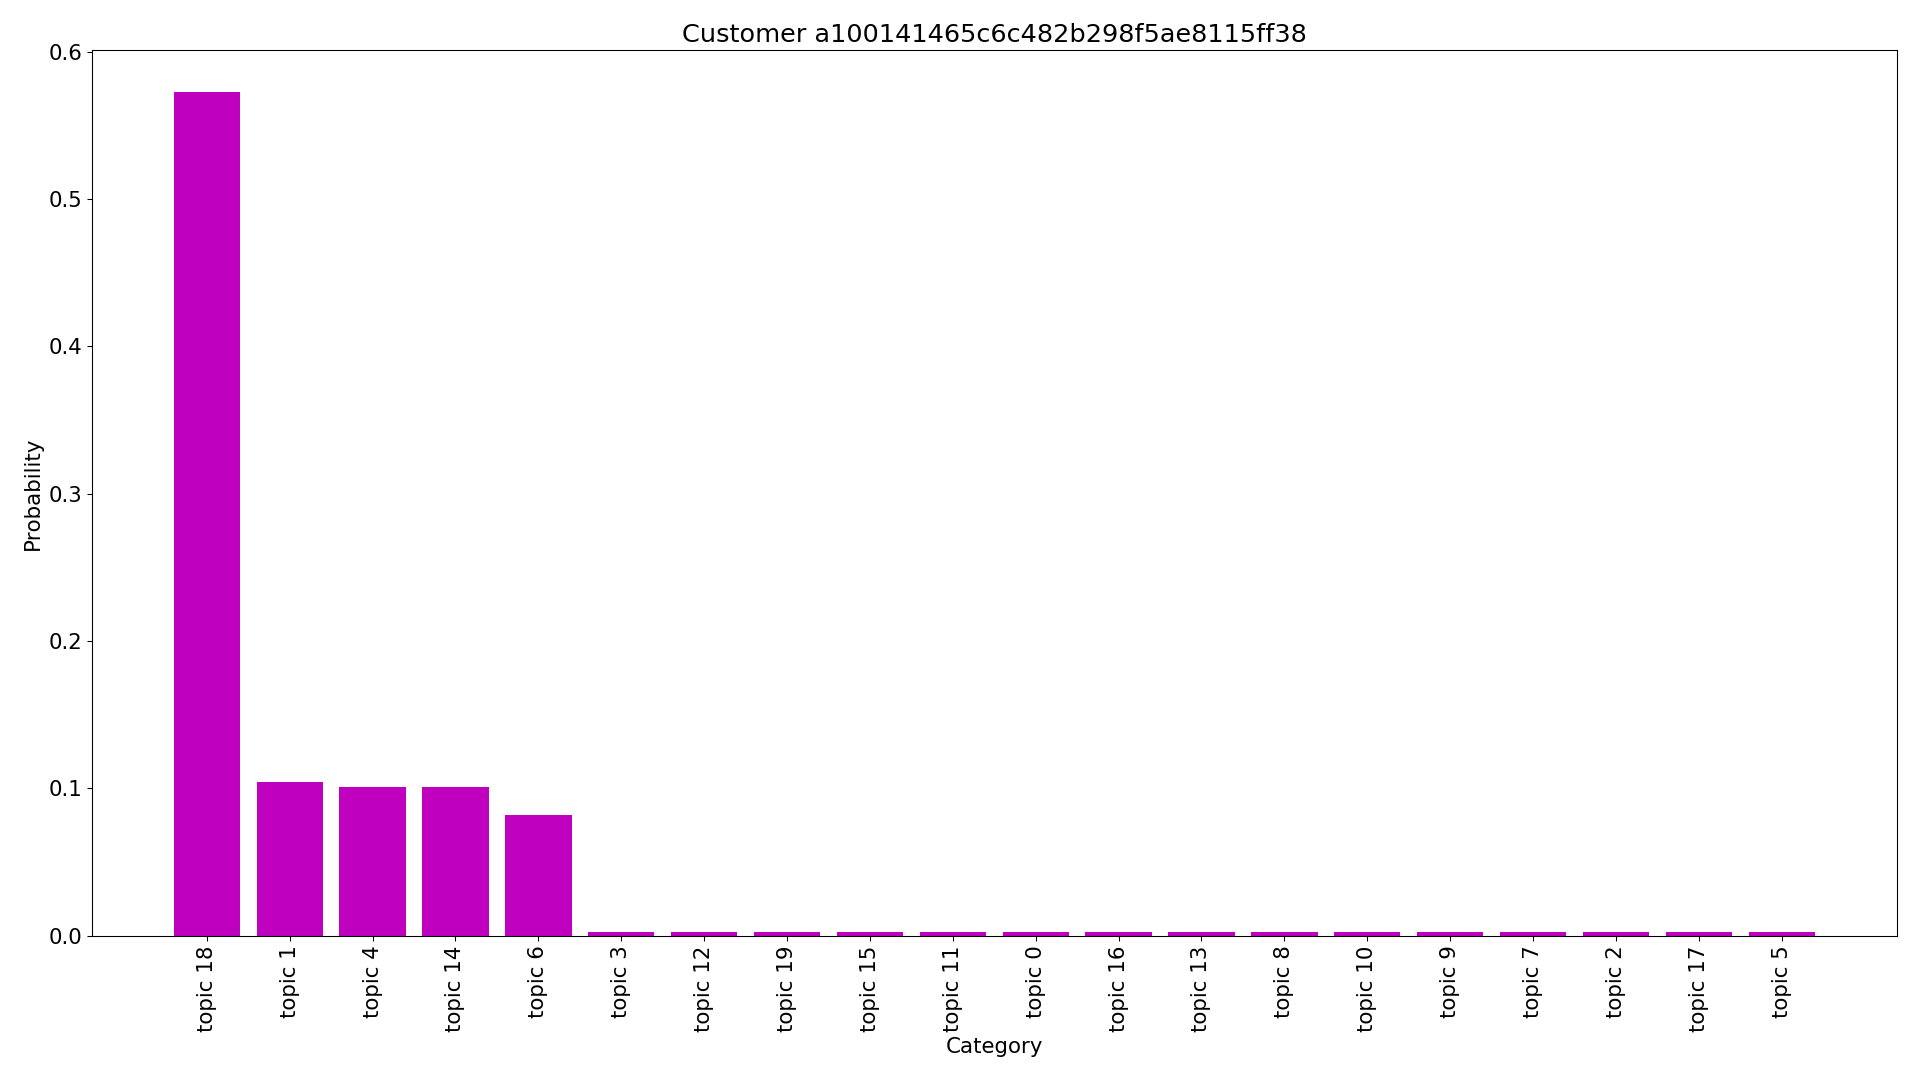 Customer a100141465c6c482b298f5ae8115ff38
Probability
0.6
0.5
0.4
0.3
0.2
0.1
0.0
topic 18
topic 1
topic 4
topic 14
topic 6
topic 3
topic 12
topic 19
topic 15
topic 11
topic 0
topic 16
topic 13
topic 8
topic 10
topic 9
topic 7
topic 2
topic 17
topic 5
Category